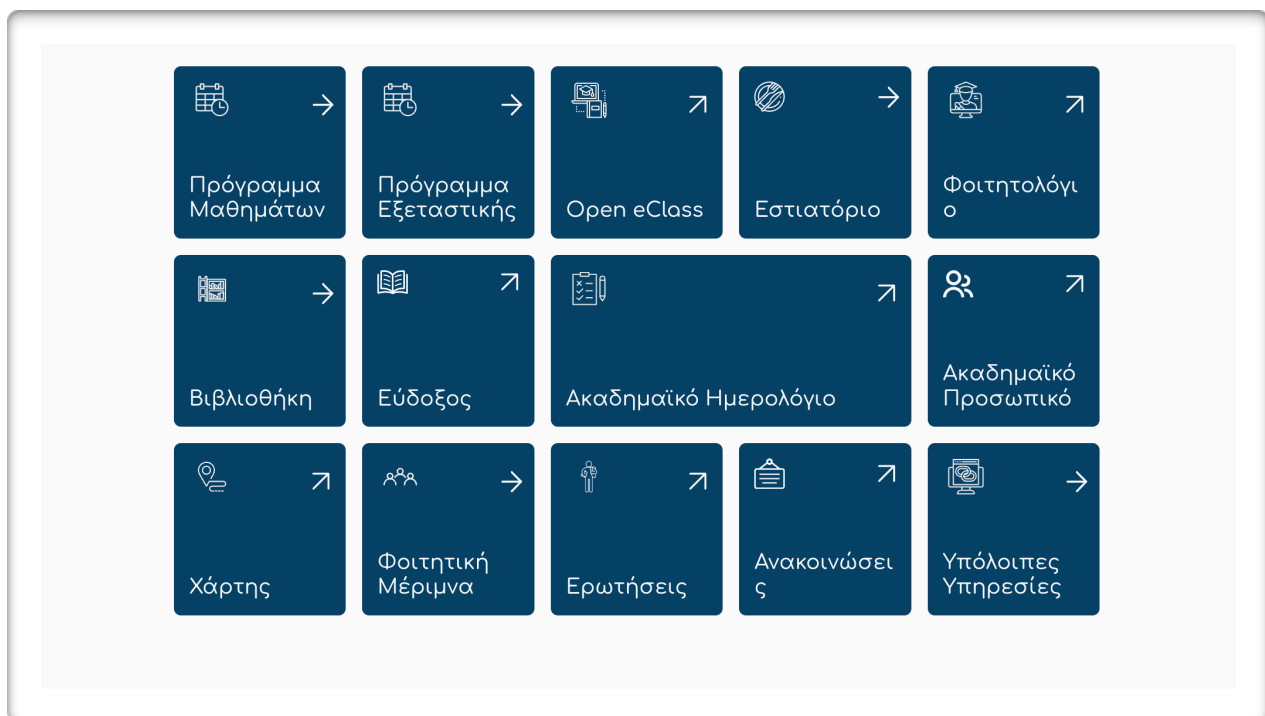 Πρόγραμμα
Μαθημάτων
Πρόγραμμα
Εξεταστικής
Open eClass
Εστιατόριο
Φοιτητολόγι
ο
Βιβλιοθήκη
Εύδοξος
Ακαδημαϊκό Ημερολόγιο
Ακαδημαϊκό
Προσωπικό
Χάρτης
Φοιτητική
Μέριμνα
Ερωτήσεις
Ανακοινώσει
ς
Υπόλοιπες
Υπηρεσίες